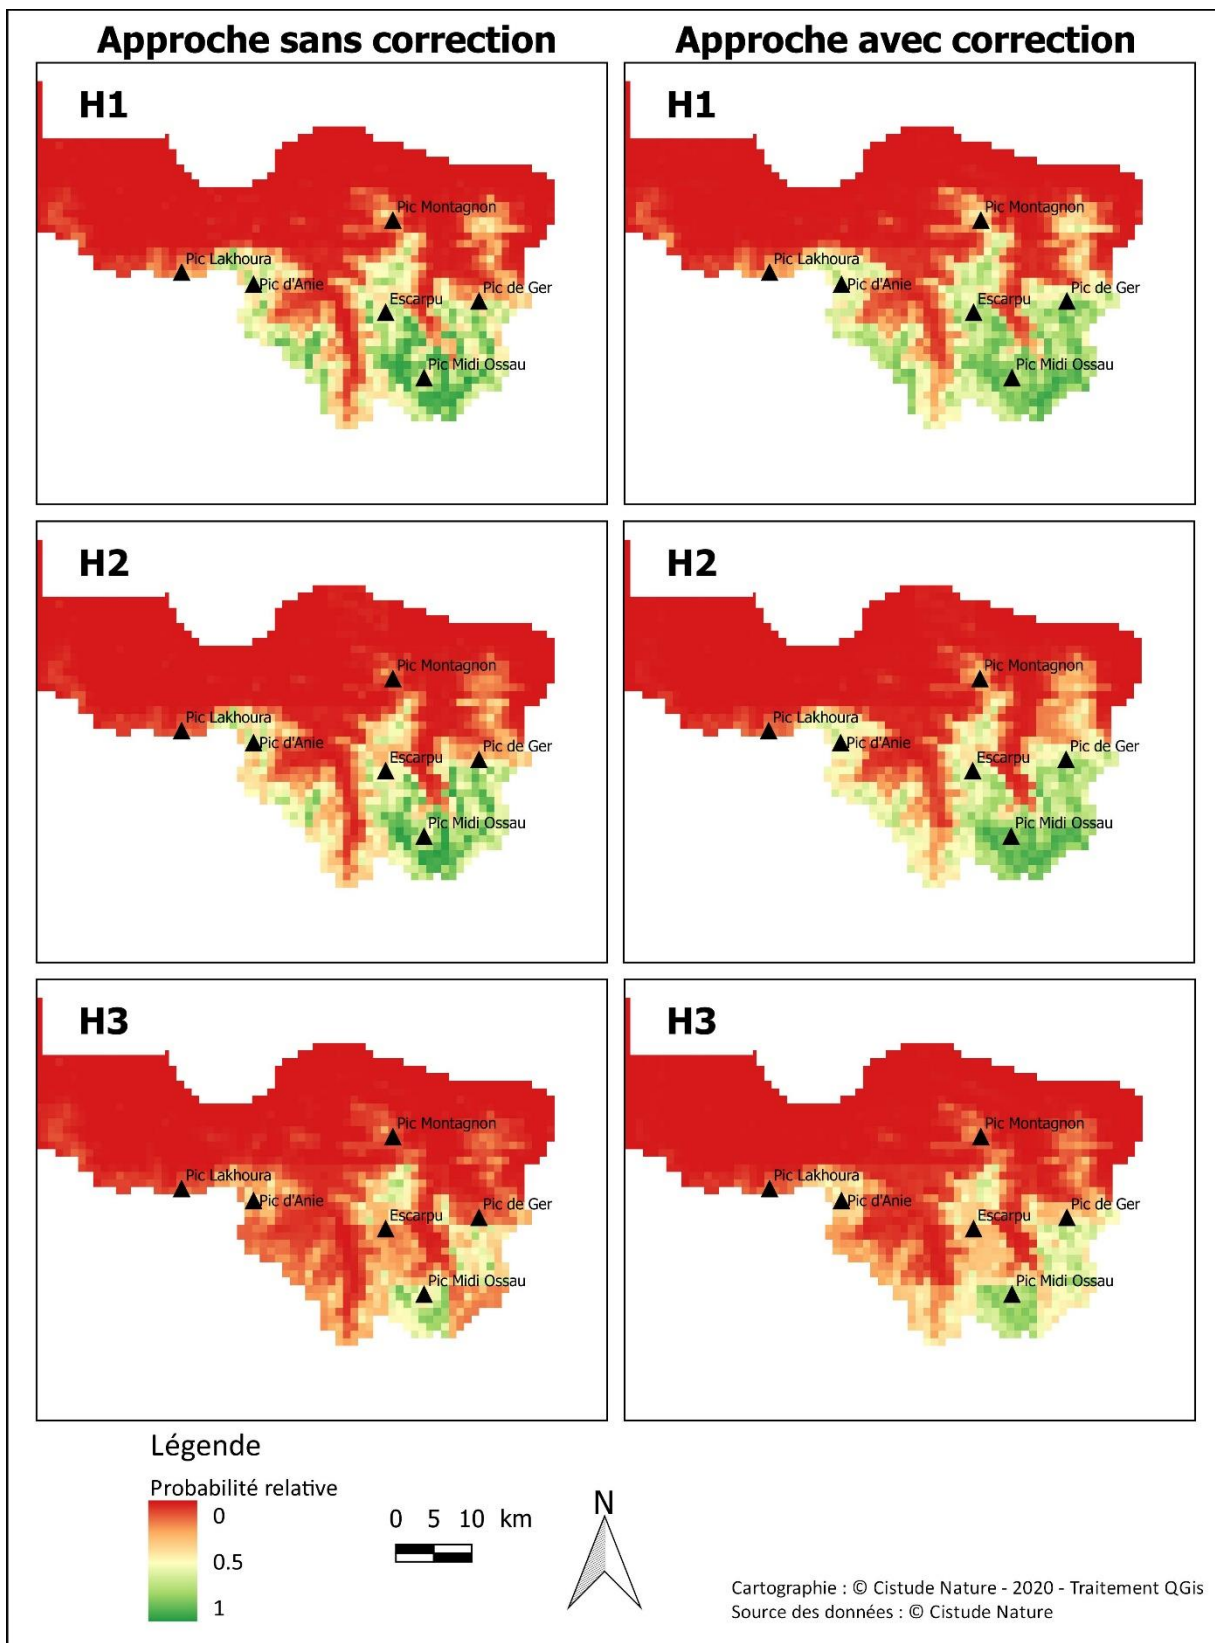 Approche sans correction
Approche avec correction
H1
Pic Montagnon
Pic Lakhoura
Pic d'Anie
Escarpu
Pic de Ger
Pic Midi Ossau
H1
Pic Montagnon
Pic Lakhoura
Pic d'Anie
Escarpu
Pic de Ger
Pic Midi Ossau
H2
Pic Montagnon
Pic Lakhoura
Pic d'Anie
Escarpu
Pic de Ger
Pic Midi Ossau
H2
Pic Montagnon
Pic Lakhoura
Pic d'Anie
Escarpu
Pic de Ger
Pic Midi Ossau
H3
Pic Montagnon
Pic Lakhoura
Pic d'Anie
Escarpu
Pic de Ger
Pic Midi Ossau
H3
Pic Montagnon
Pic Lakhoura
Pic d'Anie
Escarpu
Pic de Ger
Pic Midi Ossau
Légende
Probabilité relative
0
0.5
1
0 5 10 km
N
Cartographie : © Cistude Nature - 2020 - Traitement QGis
Source des données : © Cistude Nature